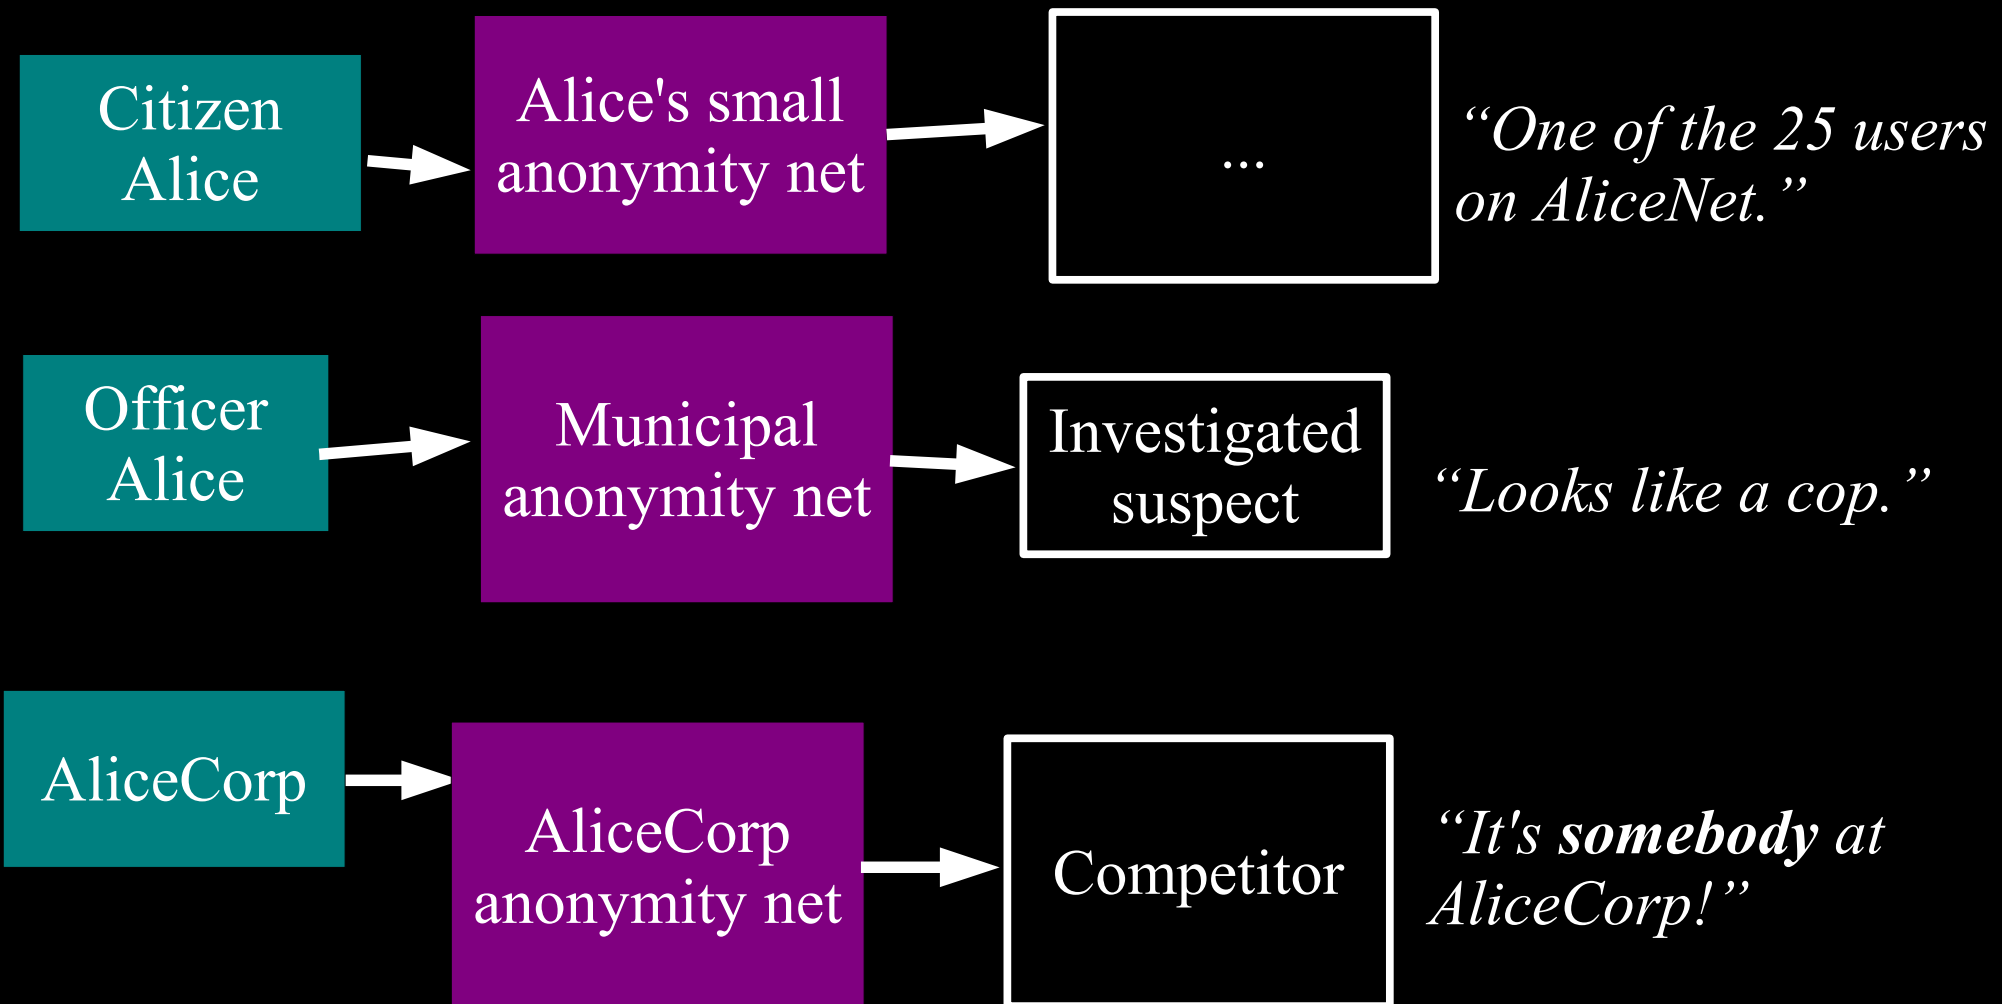 Citizen
Alice
Alice's small
anonymity net
...
“One of the 25 users
on AliceNet.”
Officer
Alice
Municipal
anonymity net
Investigated
suspect
“Looks like a cop.”
AliceCorp
AliceCorp
anonymity net
Competitor
“It's somebody at
AliceCorp!”